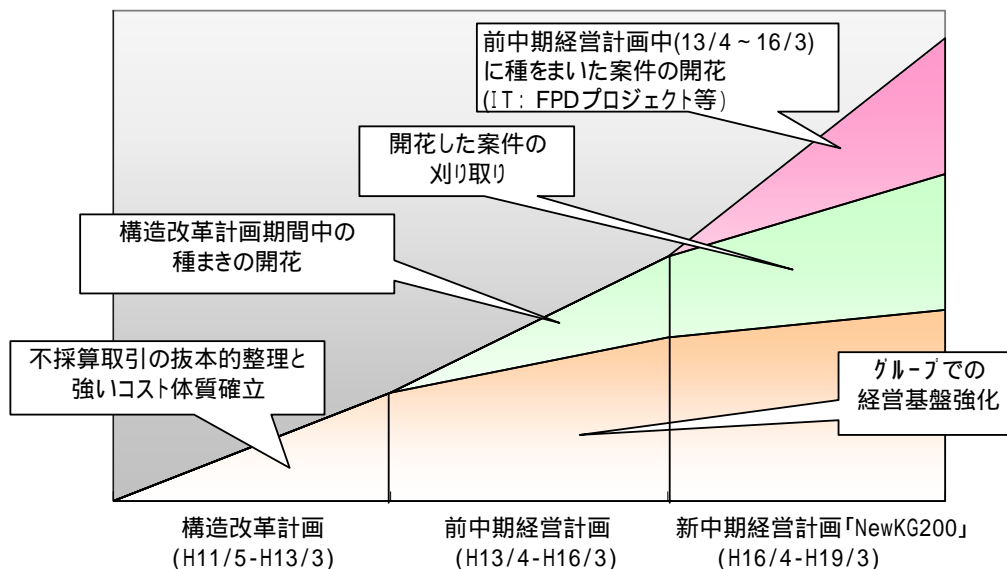 前中期経営計画中(13/4～16/3)
に種をまいた案件の開花
(IT: FPDプロジェクト等)
開花した案件の
刈り取り
構造改革計画期間中の
種まきの開花
不採算取引の抜本的整理と
強いコスト体質確立
グループでの
経営基盤強化
構造改革計画
(H11/5-H13/3)
前中期経営計画
(H13/4-H16/3)
新中期経営計画「NewKG200」
(H16/4-H19/3)